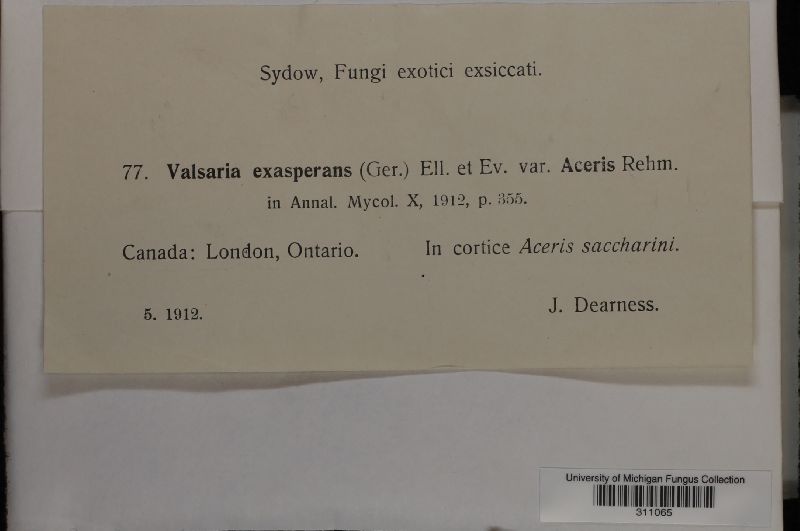 Sydow, Fungi exotici exsiccati.
77. Valsaria exasperans (Ger.) Ell. et Ev. var. Aceris Rehm.
in Annal. Mycol. X, 1912, p. 355.
Canada: London, Ontario. In cortice Aceris saccharini.
5. 1912. J. Dearness.
University of Michigan Fungus Collection
311065